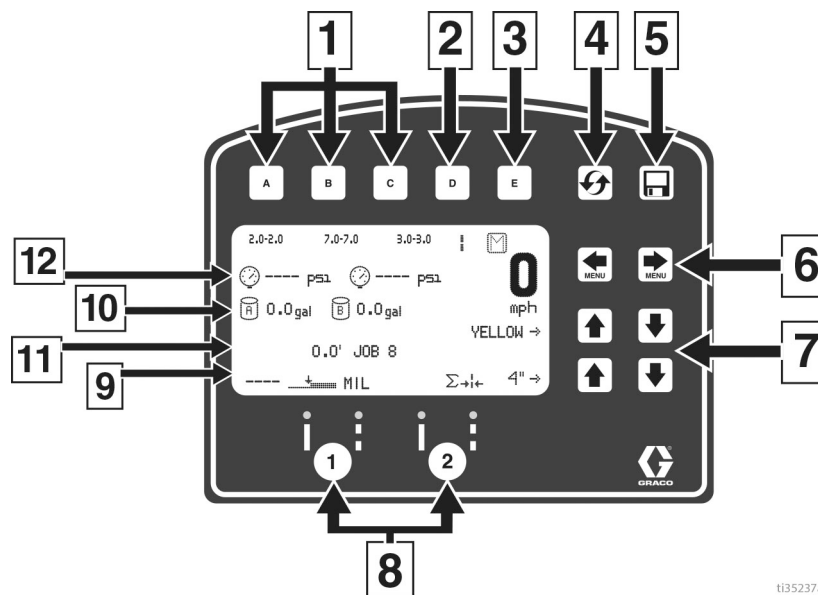 1 2 3 4 5
A B C D E
2.0-2.0 7.0-7.0 3.0-3.0
12 ---- psi ---- psi 0 MENU MENU 6
10 A 0.0gal B 0.0gal mph
YELLOW →
11 0.0' JOB 8 7
9 ---- MIL Σ 4" →
1 2
GRACO
8
ti35237a